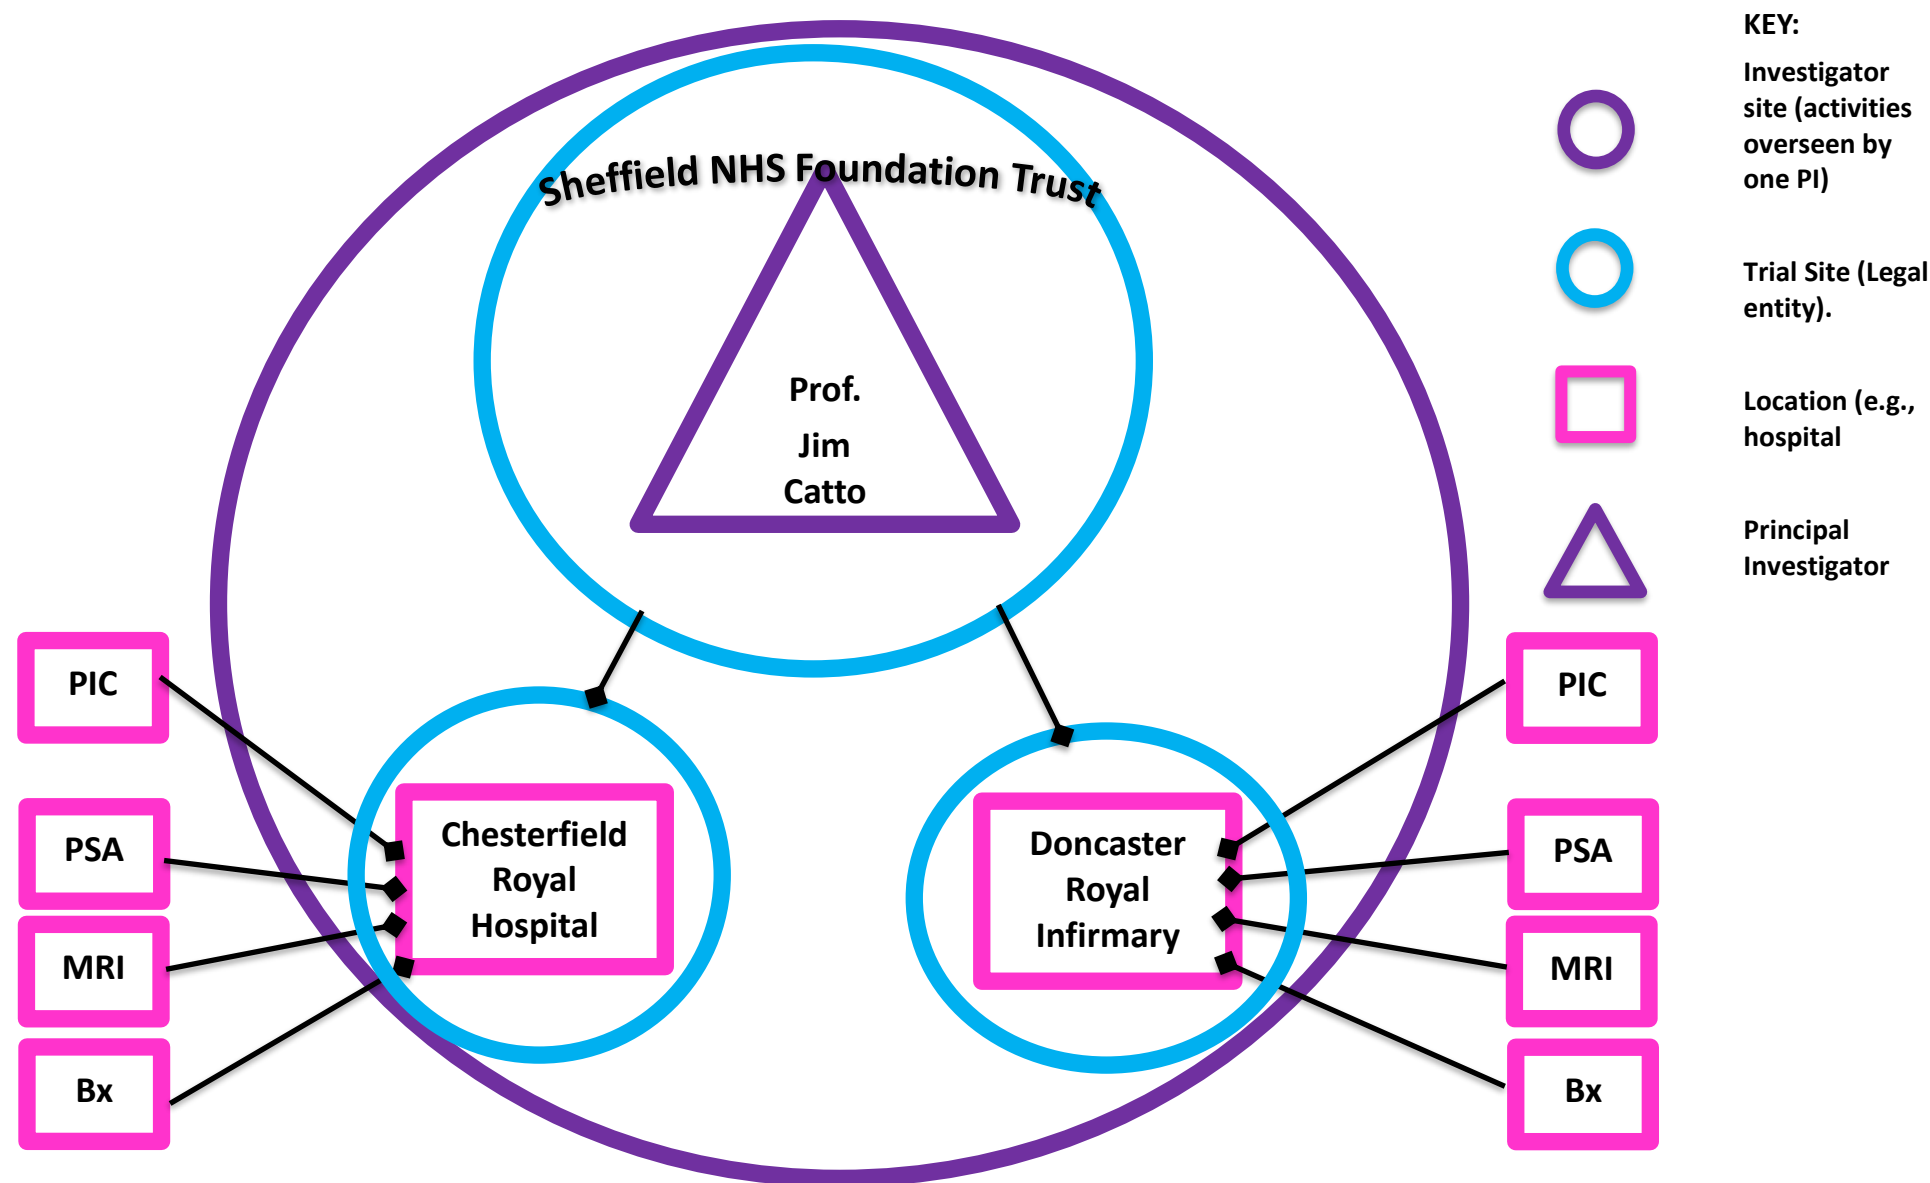 Sheffield NHS Foundation Trust
Prof.
Jim
Catto
PIC
PSA
MRI
Bx
Chesterfield
Royal
Hospital
Doncaster
Royal
Infirmary
PIC
PSA
MRI
Bx
KEY:
Investigator
site (activities
overseen by
one PI)
Trial Site (Legal
entity).
Location (e.g.,
hospital
Principal
Investigator